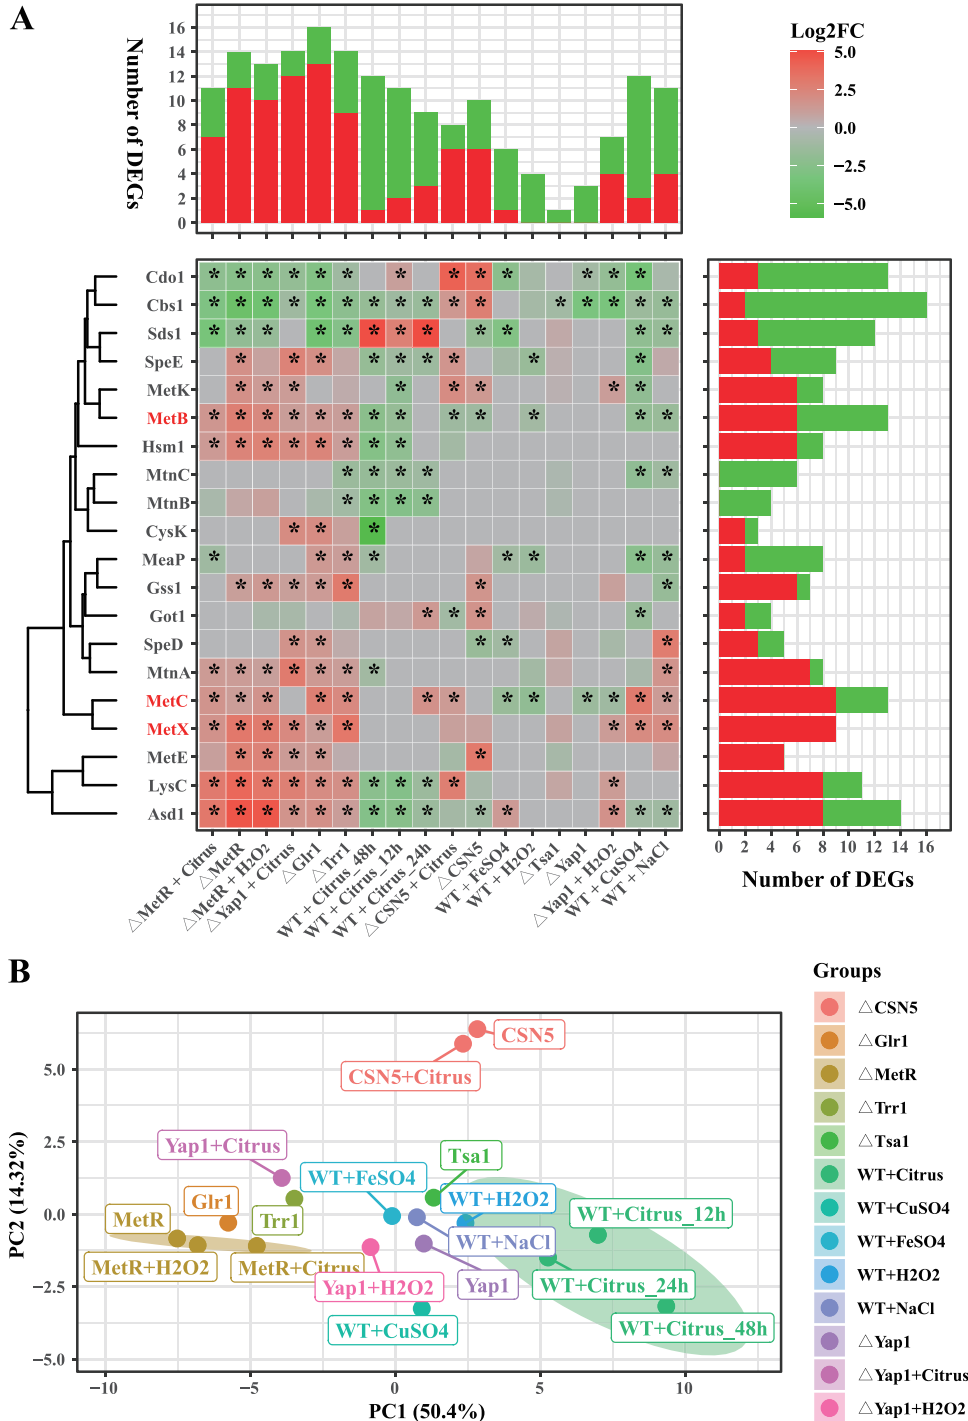 A
Number of DEGs
16
14
12
10
8
6
4
2
0
Log2FC
5.0
2.5
0.0
−2.5
−5.0
Cdo1
Cbs1
Sds1
SpeE
MetK
MetB
Hsm1
MtnC
MtnB
CysK
MeaP
Gss1
Got1
SpeD
MtnA
MetC
MetX
MetE
LysC
Asd1
△MetR + Citrus
△MetR
△MetR + H2O2
△Yap1 + Citrus
△Glr1
△Trr1
WT + Citrus_48h
WT + Citrus_12h
WT + Citrus_24h
△CSN5 + Citrus
△CSN5
WT + FeSO4
WT + H2O2
△Tsa1
△Yap1
△Yap1 + H2O2
WT + CuSO4
WT + NaCl
0 2 4 6 8 10 12 14 16
Number of DEGs
B
PC2 (14.32%)
5.0
2.5
0.0
−2.5
−5.0
CSN5
CSN5+Citrus
Yap1+Citrus
Tsa1
WT+FeSO4
Glr1
WT+H2O2
MetR
Trr1
WT+Citrus_12h
WT+NaCl
MetR+H2O2
MetR+Citrus
Yap1+H2O2
Yap1
WT+Citrus_24h
WT+CuSO4
WT+Citrus_48h
−10 −5 0 5 10
PC1 (50.4%)
Groups
△CSN5
△Glr1
△MetR
△Trr1
△Tsa1
WT+Citrus
WT+CuSO4
WT+FeSO4
WT+H2O2
WT+NaCl
△Yap1
△Yap1+Citrus
△Yap1+H2O2